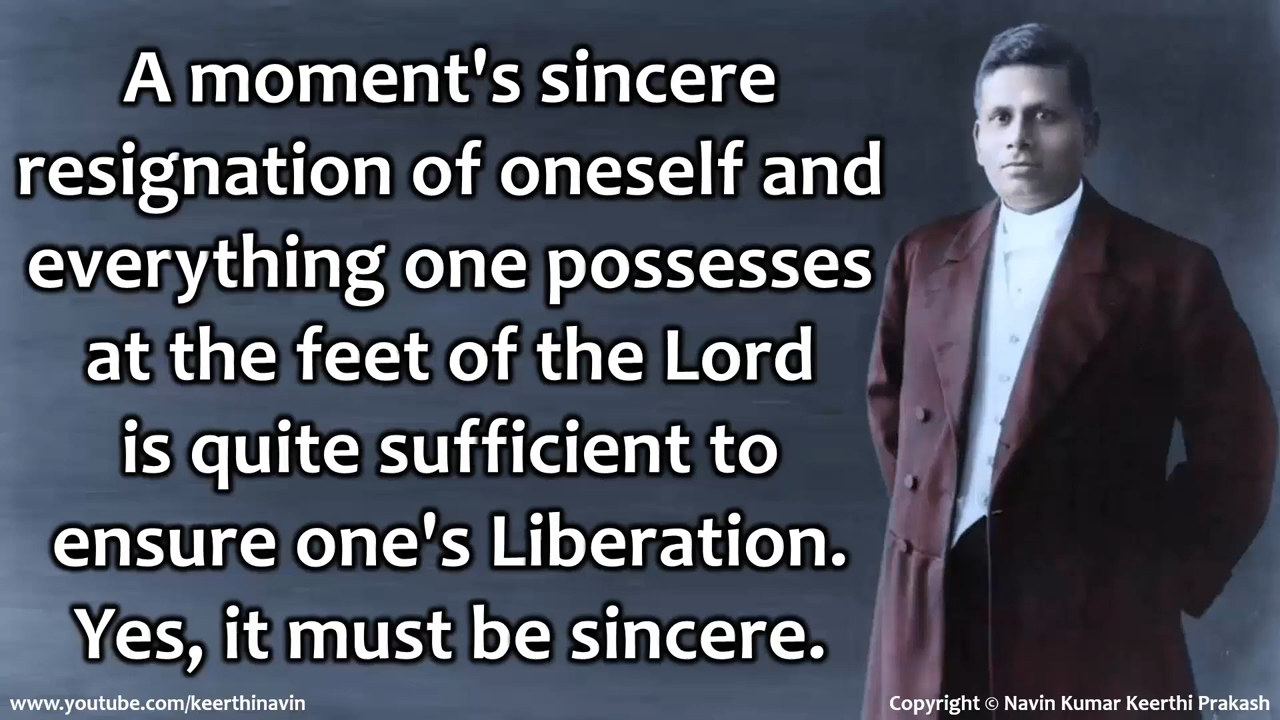 A moment's sincere
resignation of oneself and
everything one possesses
at the feet of the Lord
is quite sufficient to
ensure one's Liberation.
Yes, it must be sincere.
www.youtube.com/keerthinavin
Copyright © Navin Kumar Keerthi Prakash